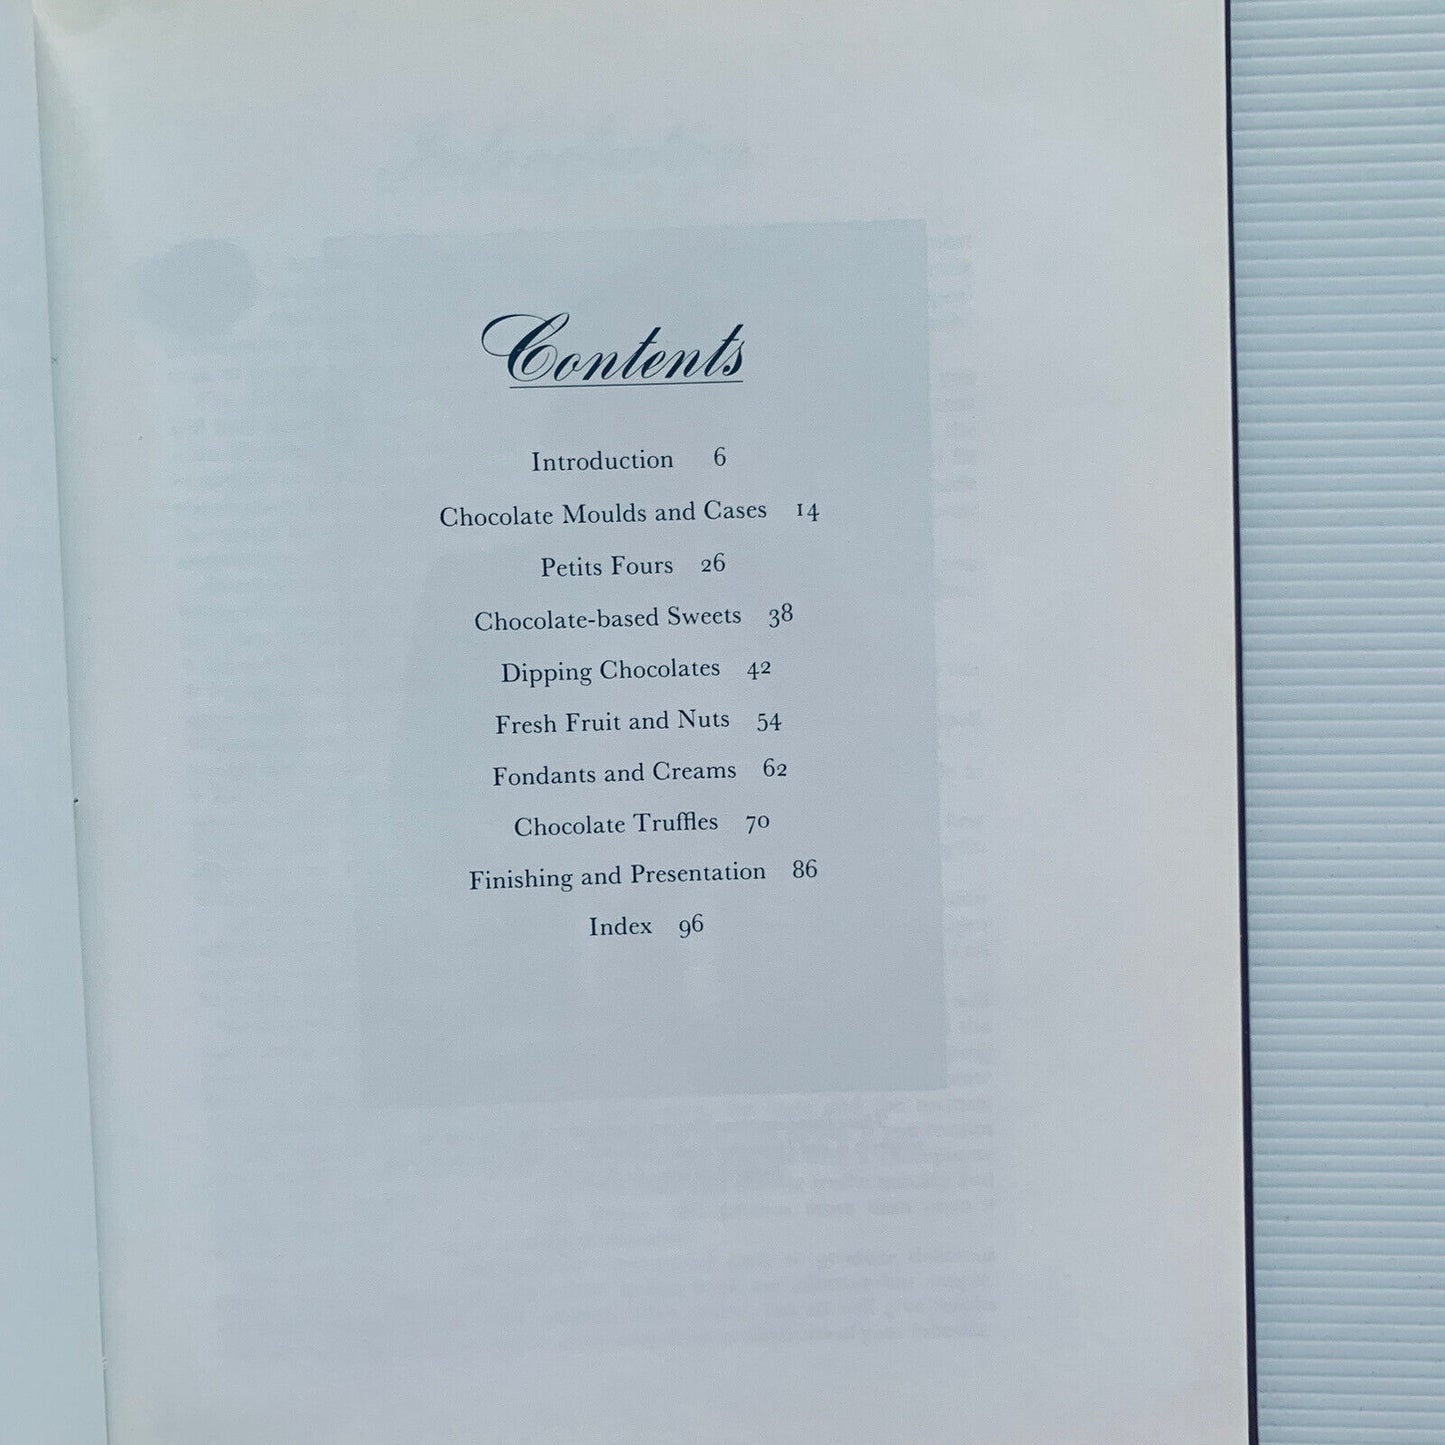 Contents
Introduction 6
Chocolate Moulds and Cases 14
Petits Fours 26
Chocolate-based Sweets 38
Dipping Chocolates 42
Fresh Fruit and Nuts 54
Fondants and Creams 62
Chocolate Truffles 70
Finishing and Presentation 86
Index 96